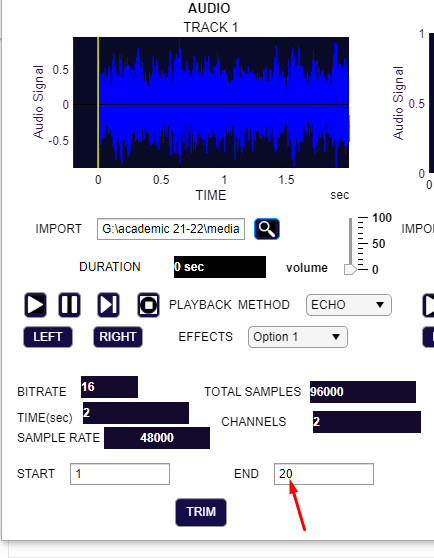 AUDIO
TRACK 1
Audio Signal
0.5
0
-0.5
0
0.5
1
1.5
TIME
sec
Audio Signal
1
0.5
0
0
IMPORT
G:\academic 21-22\media
100
50
0
IMPO
DURATION
0 sec
volume
PLAYBACK METHOD
ECHO
LEFT
RIGHT
EFFECTS
Option 1
BITRATE
16
TOTAL SAMPLES
96000
TIME(sec)
2
CHANNELS
2
SAMPLE RATE
48000
START
1
END
20
TRIM